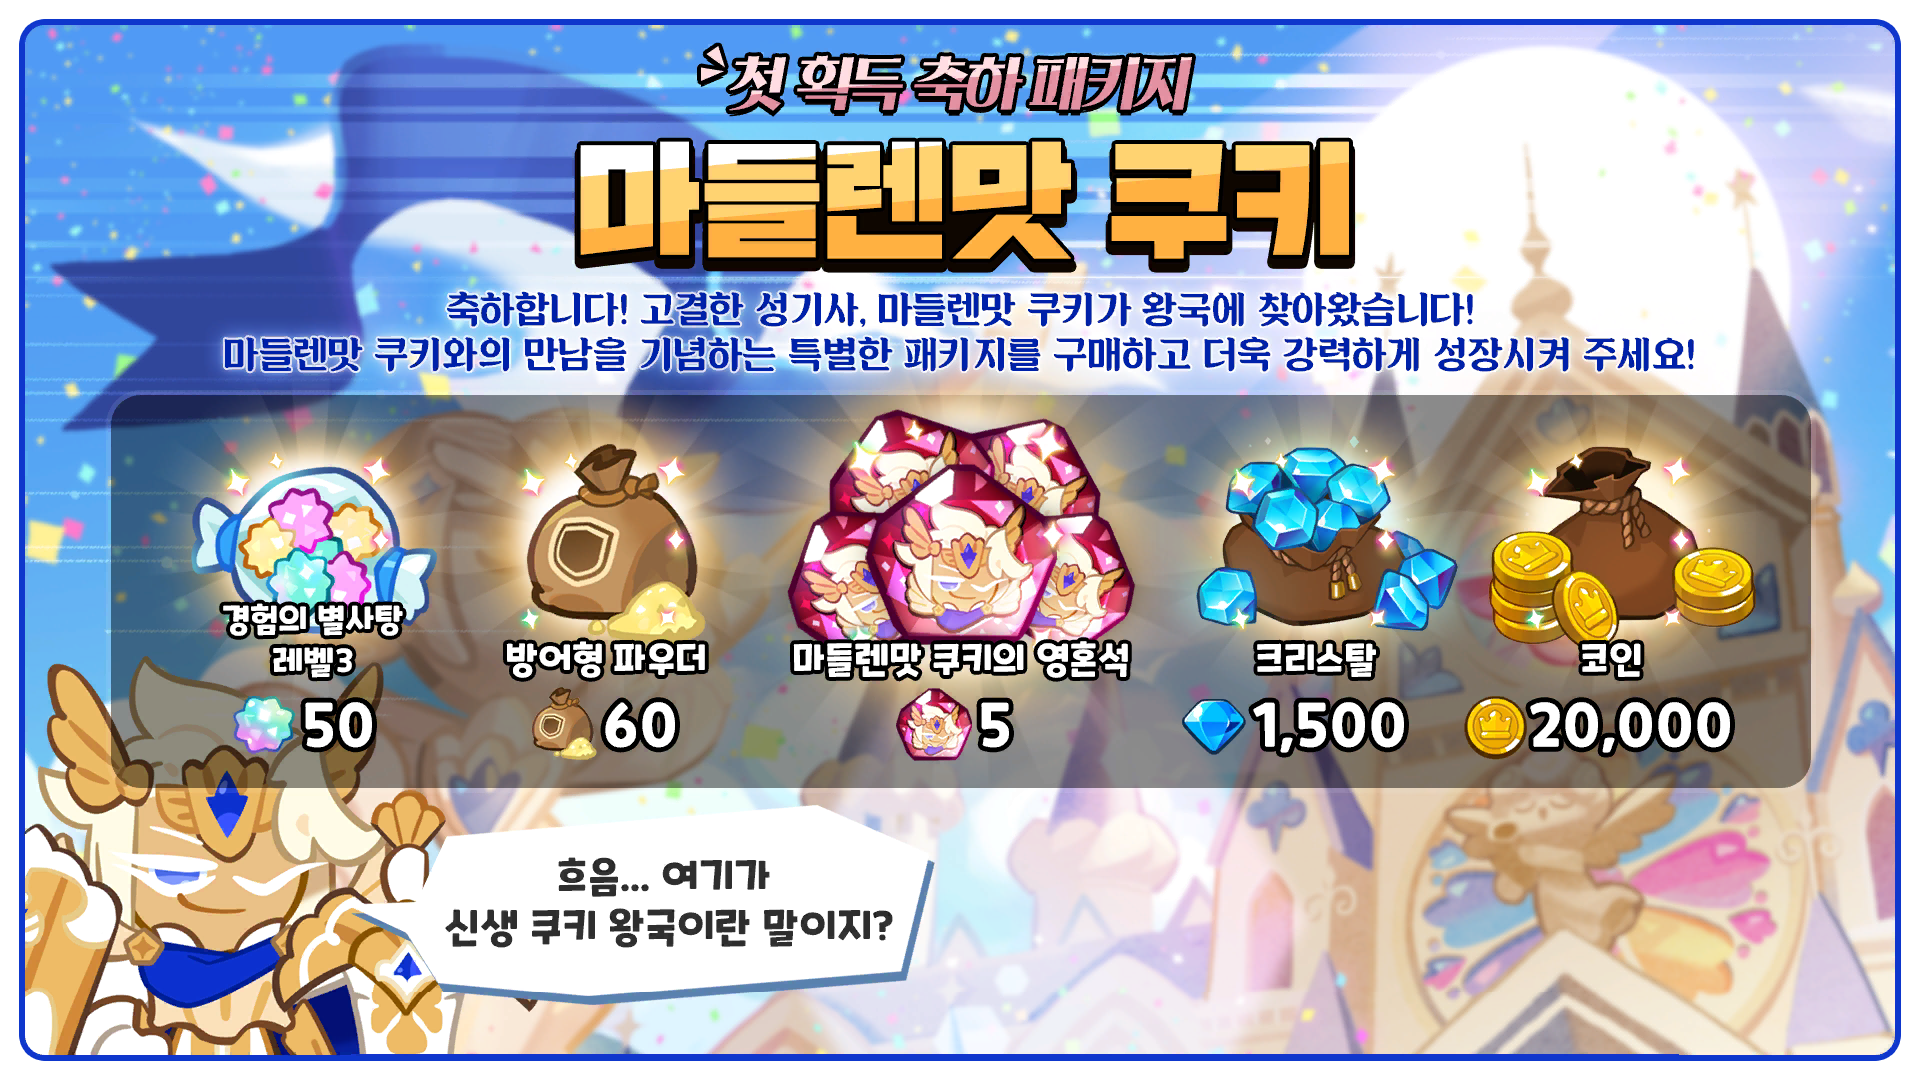 첫 획득 축하 패키지
마들렌맛 쿠키
축하합니다! 고결한 성기사, 마들렌맛 쿠키가 왕국에 찾아왔습니다!
마들렌맛 쿠키와의 만남을 기념하는 특별한 패키지를 구매하고 더욱 강력하게 성장시켜 주세요!
경험의 별사탕
레벨3
50
방어형 파우더
60
마들렌맛 쿠키의 영혼석
5
크리스탈
1,500
코인
20,000
흐음... 여기가
신생 쿠키 왕국이란 말이지?